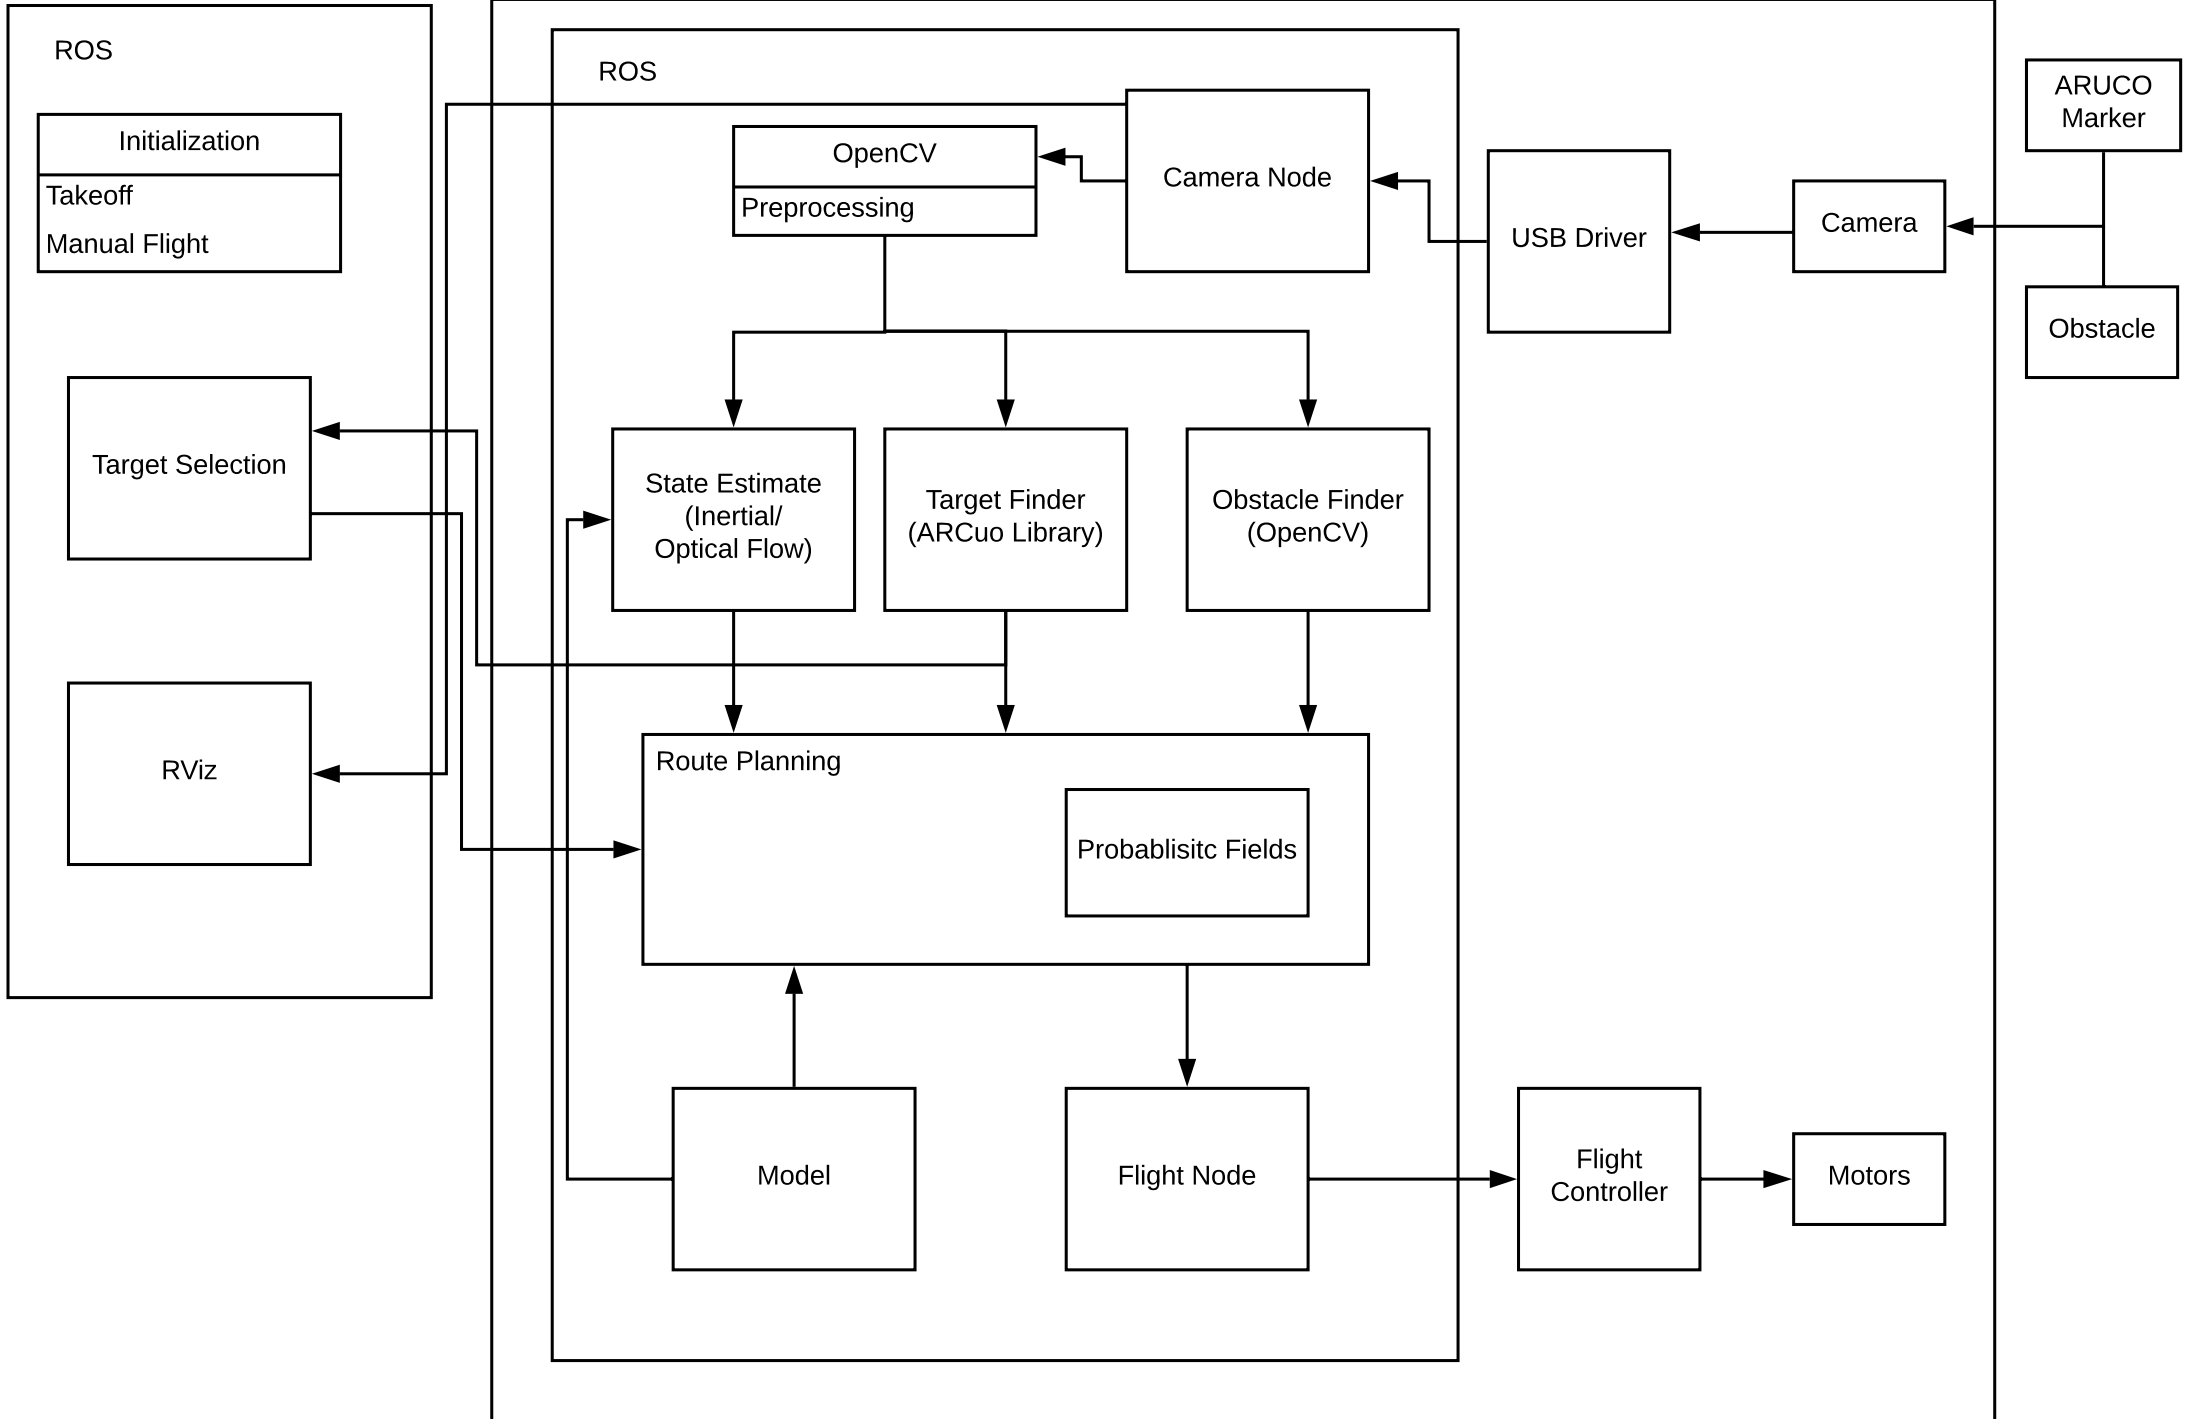 ROS
Initialization
Takeoff
Manual Flight
Target Selection
RViz
ROS
OpenCV
Preprocessing
Camera Node
State Estimate
(Inertial/
Optical Flow)
Target Finder
(ARCuo Library)
Obstacle Finder
(OpenCV)
Route Planning
Probablisitc Fields
Model
Flight Node
USB Driver
Camera
ARUCO
Marker
Obstacle
Flight
Controller
Motors